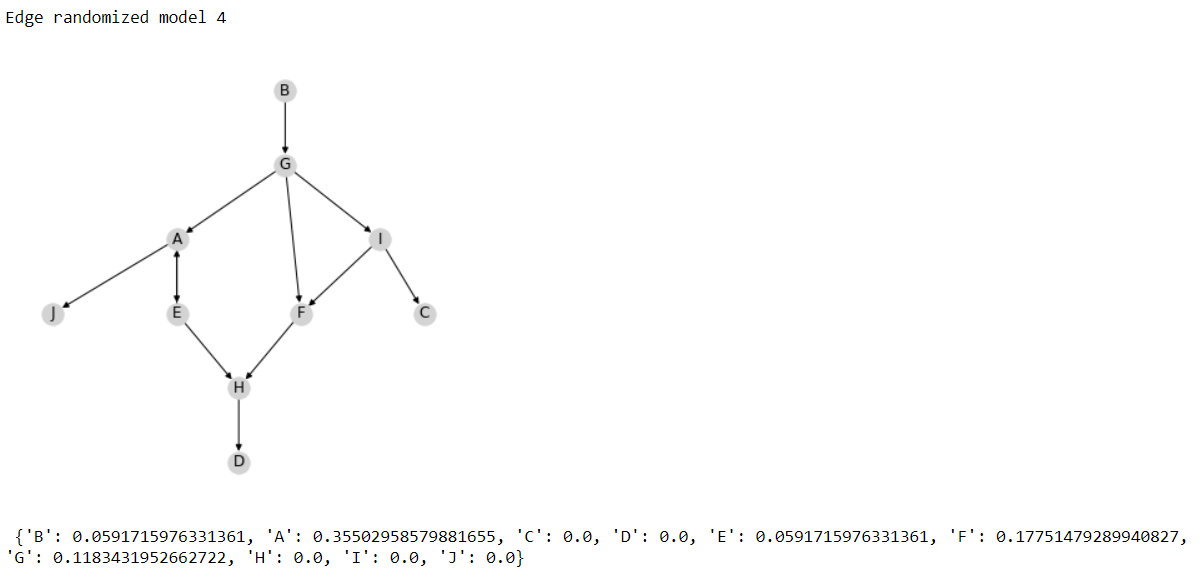 Edge randomized model 4
B
G
A
I
J
E
F
C
H
D
{'B': 0.0591715976331361, 'A': 0.35502958579881655, 'C': 0.0, 'D': 0.0, 'E': 0.0591715976331361, 'F': 0.17751479289940827,
'G': 0.1183431952662722, 'H': 0.0, 'I': 0.0, 'J': 0.0}